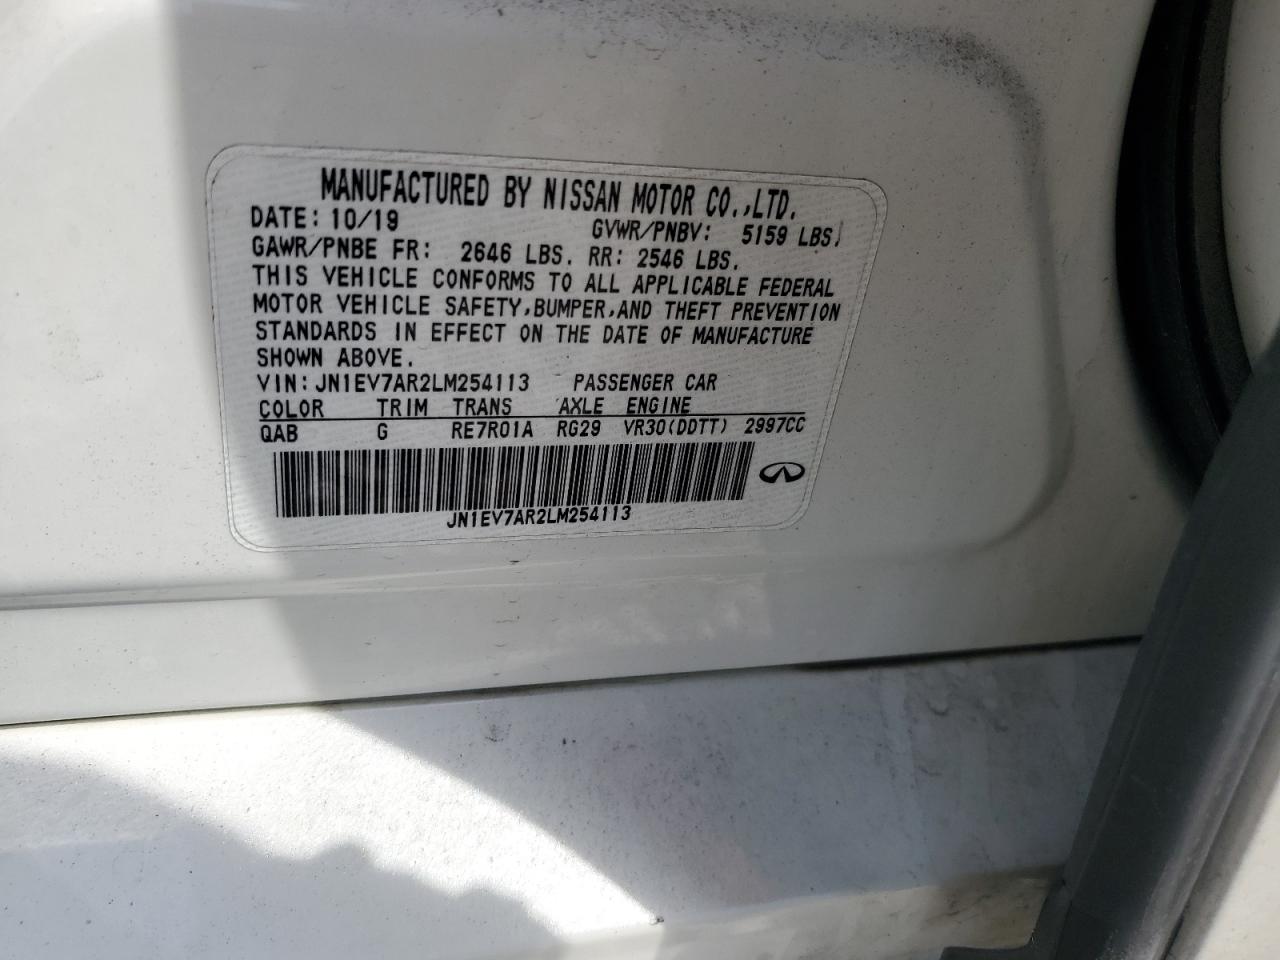 MANUFACTURED BY NISSAN MOTOR CO.,LTD.
DATE: 10/19 GVWR/PNBV: 5159 LBS.
GAWR/PNBE FR: 2646 LBS. RR: 2546 LBS.
THIS VEHICLE CONFORMS TO ALL APPLICABLE FEDERAL
MOTOR VEHICLE SAFETY,BUMPER,AND THEFT PREVENTION
STANDARDS IN EFFECT ON THE DATE OF MANUFACTURE
SHOWN ABOVE.
VIN: JN1EV7AR2LM254113 PASSENGER CAR
COLOR TRIM TRANS AXLE ENGINE
QAB G RE7R01A RG29 VR30(DDTT) 2997CC
JN1EV7AR2LM254113